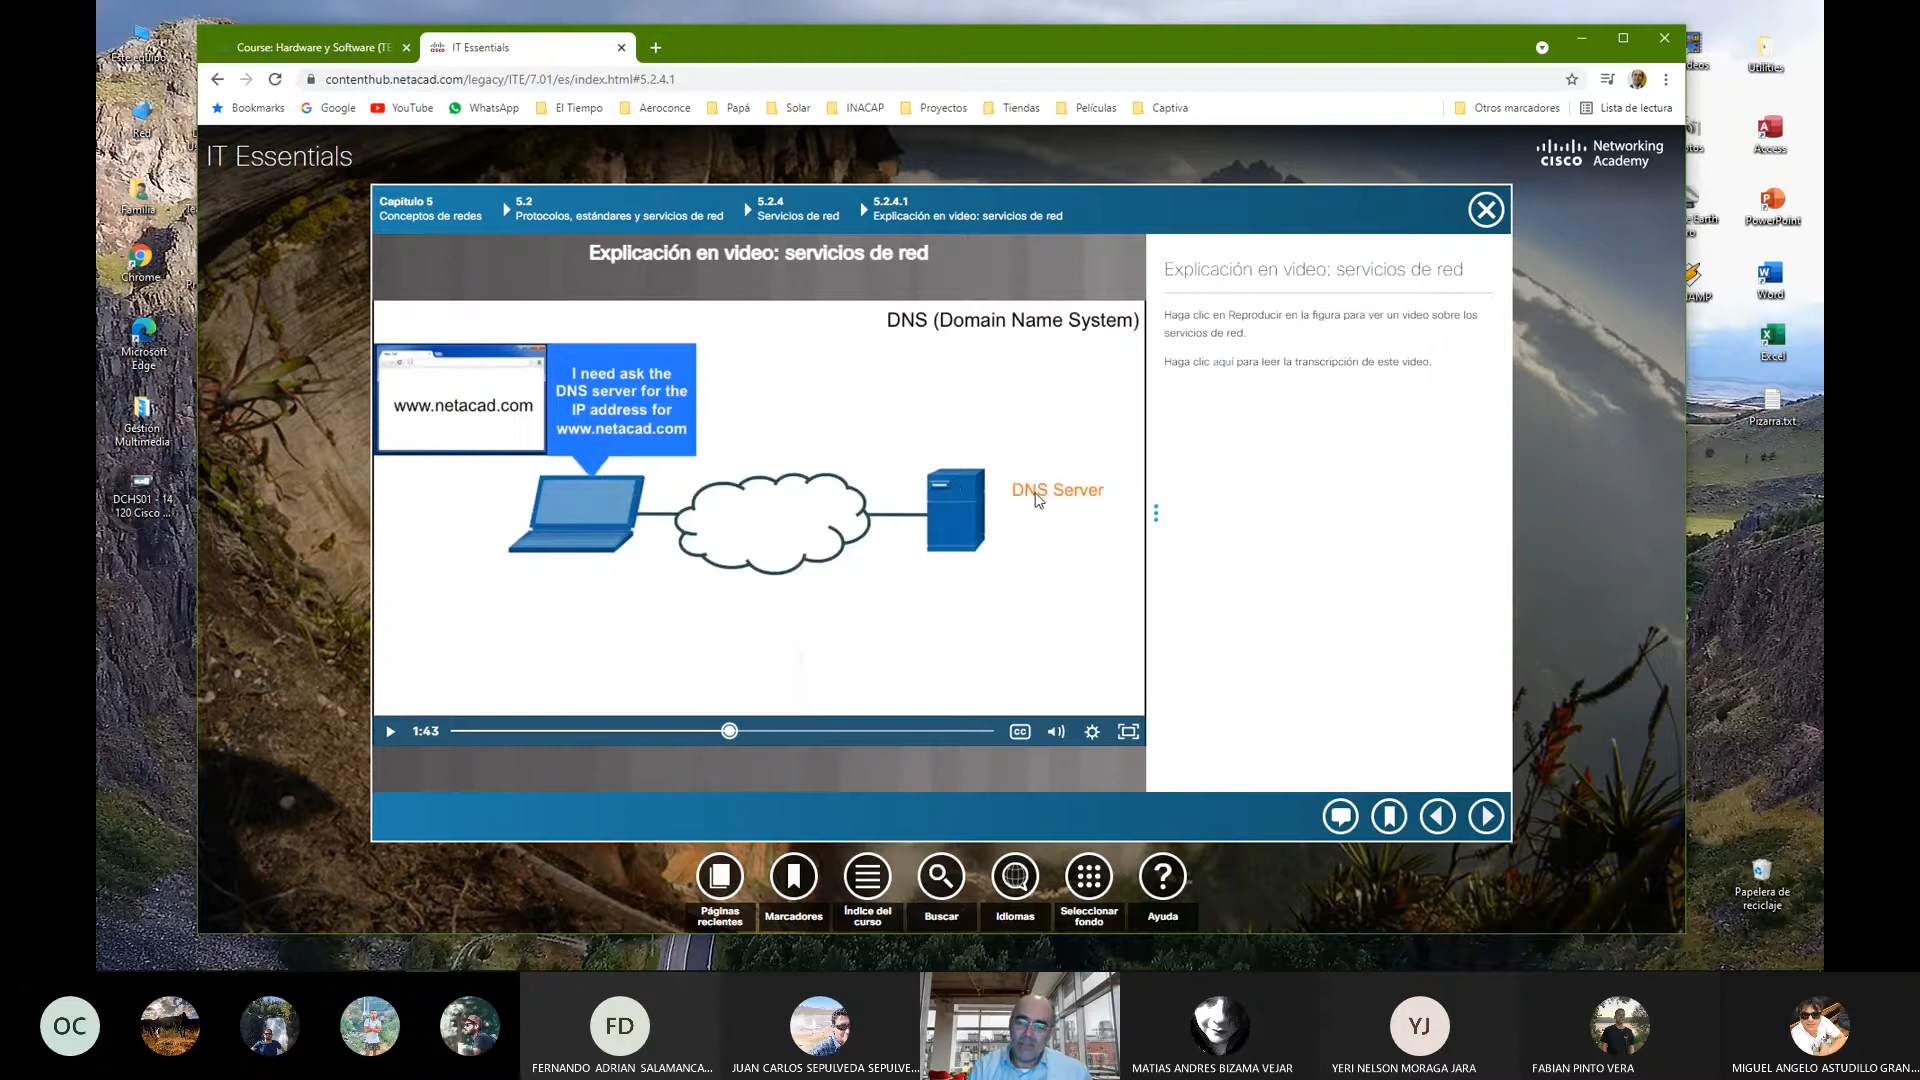 Course: Hardware y Software (TE
IT Essentials
contenthub.netacad.com/legacy/ITE/7.01/es/index.html#5.2.4.1
Bookmarks Google YouTube WhatsApp El Tiempo Aeroconce Papá Solar INACAP Proyectos Tiendas Películas Captiva Otros marcadores Lista de lectura
IT Essentials
CISCO Networking Academy
Capítulo 5
Conceptos de redes
5.2
Protocolos, estándares y servicios de red
5.2.4
Servicios de red
5.2.4.1
Explicación en video: servicios de red
Explicación en video: servicios de red
DNS (Domain Name System)
www.netacad.com
I need ask the
DNS server for the
IP address for
www.netacad.com
DNS Server
1:43
CC
Explicación en video: servicios de red
Haga clic en Reproducir en la figura para ver un video sobre los
servicios de red.
Haga clic aquí para leer la transcripción de este video.
Páginas
recientes
Marcadores
Índice del
curso
Buscar
Idiomas
Seleccionar
fondo
Ayuda
Este equipo
Red
Familia
Chrome
Microsoft
Edge
Gestión
Multimedia
DCHS01 - 14
120 Cisco ...
Utilities
Access
PowerPoint
Word
Excel
Pizarra.txt
Papelera de
reciclaje
OC
FD
FERNANDO ADRIAN SALAMANCA...
JUAN CARLOS SEPULVEDA SEPULVE...
MATIAS ANDRES BIZAMA VEJAR
YJ
YERI NELSON MORAGA JARA
FABIAN PINTO VERA
MIGUEL ANGELO ASTUDILLO GRAN...